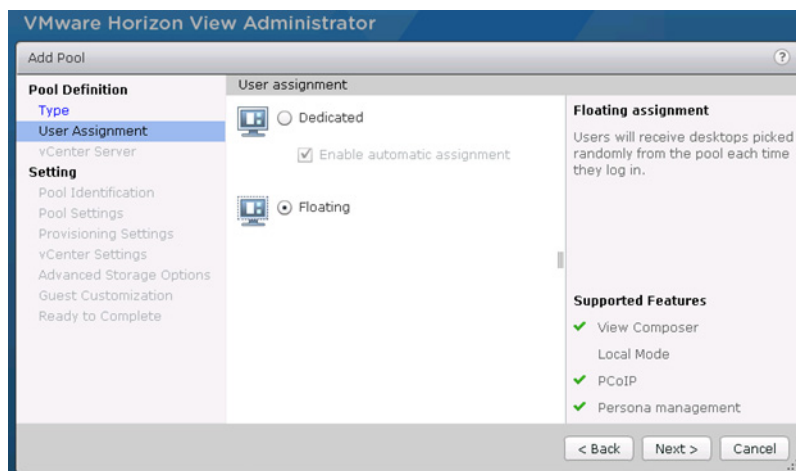 VMware Horizon View Administrator
Add Pool
?
Pool Definition
Type
User Assignment
vCenter Server
Setting
Pool Identification
Pool Settings
Provisioning Settings
vCenter Settings
Advanced Storage Options
Guest Customization
Ready to Complete
User assignment
Dedicated
Enable automatic assignment
Floating
Floating assignment
Users will receive desktops picked
randomly from the pool each time
they log in.
Supported Features
View Composer
Local Mode
PCoIP
Persona management
< Back
Next >
Cancel